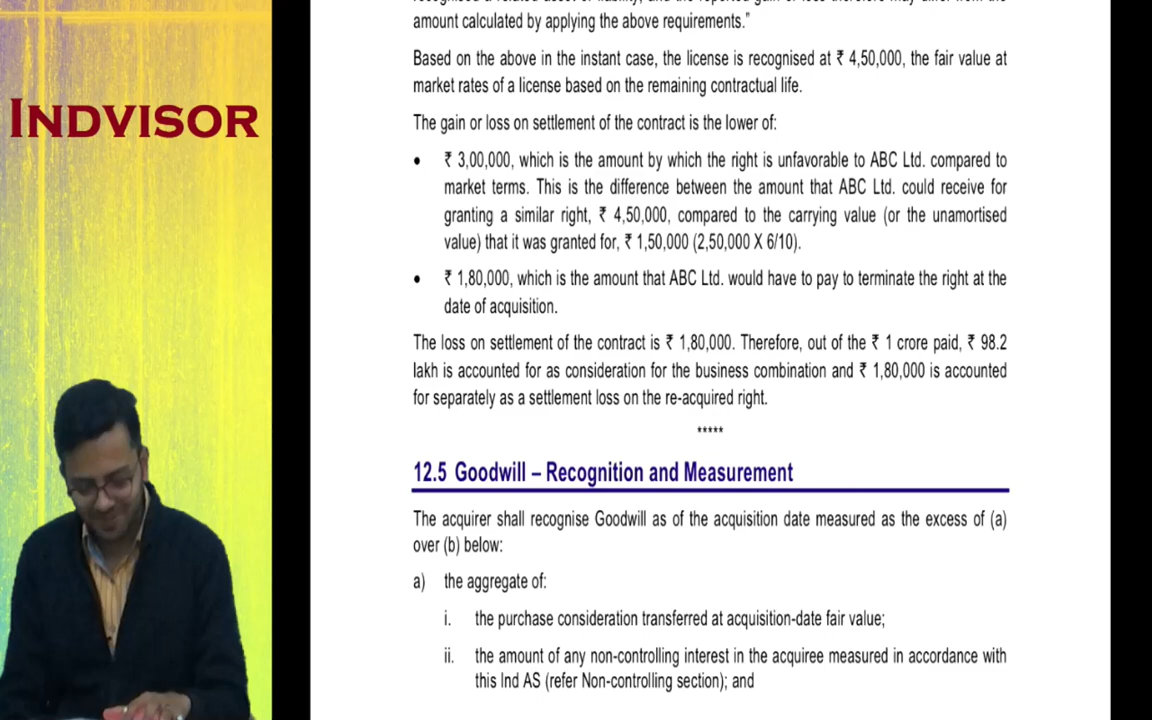 INDVISOR
amount calculated by applying the above requirements.”
Based on the above in the instant case, the license is recognised at ₹ 4,50,000, the fair value at
market rates of a license based on the remaining contractual life.
The gain or loss on settlement of the contract is the lower of:
• ₹ 3,00,000, which is the amount by which the right is unfavorable to ABC Ltd. compared to
market terms. This is the difference between the amount that ABC Ltd. could receive for
granting a similar right, ₹ 4,50,000, compared to the carrying value (or the unamortised
value) that it was granted for, ₹ 1,50,000 (2,50,000 X 6/10).
• ₹ 1,80,000, which is the amount that ABC Ltd. would have to pay to terminate the right at the
date of acquisition.
The loss on settlement of the contract is ₹ 1,80,000. Therefore, out of the ₹ 1 crore paid, ₹ 98.2
lakh is accounted for as consideration for the business combination and ₹ 1,80,000 is accounted
for separately as a settlement loss on the re-acquired right.
*****
12.5 Goodwill – Recognition and Measurement
The acquirer shall recognise Goodwill as of the acquisition date measured as the excess of (a)
over (b) below:
a) the aggregate of:
i. the purchase consideration transferred at acquisition-date fair value;
ii. the amount of any non-controlling interest in the acquiree measured in accordance with
this Ind AS (refer Non-controlling section); and